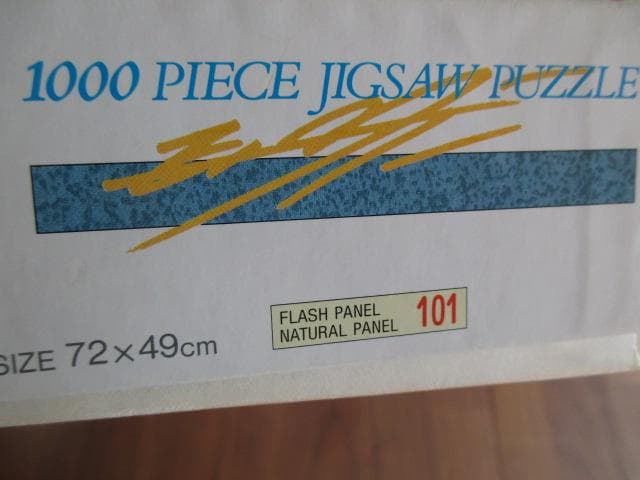 1000 PIECE JIGSAW PUZZLE
FLASH PANEL
NATURAL PANEL 101
SIZE 72×49cm